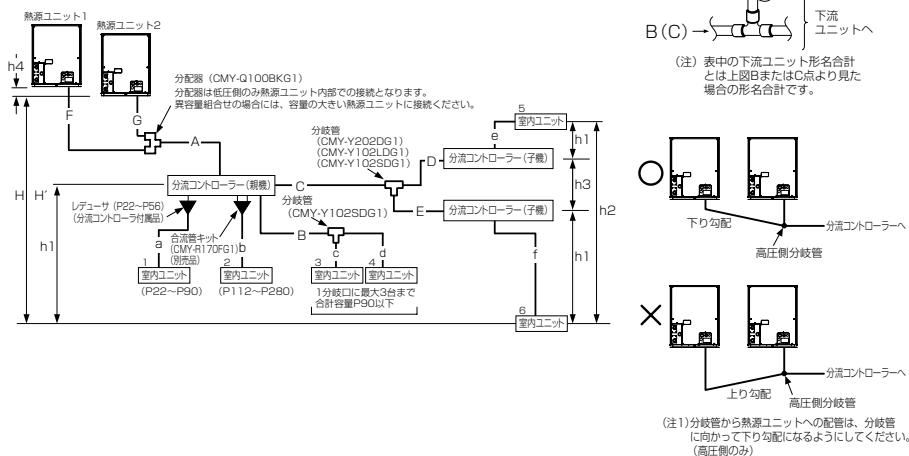 熱源ユニット1
熱源ユニット2
h4
F
G
A
H
H′
h1
分配器（CMY-Q100BKG1）
分配器は低圧側のみ熱源ユニット内部での接続となります。
異容量組合せの場合には、容量の大きい熱源ユニットに接続ください。
分流コントローラー（親機）
レデューサ（P22～P56）
（分流コントローラ付属品）
合流管キット
（CMY-R170FG1）
（別売品）
a
b
1
室内ユニット
（P22～P90）
2
室内ユニット
（P112～P280）
C
分岐管
（CMY-Y202DG1）
（CMY-Y102LDG1）
（CMY-Y102SDG1）
分岐管
（CMY-Y102SDG1）
B
c
d
3
室内ユニット
4
室内ユニット
1分岐口に最大3台まで
合計容量P90以下
D
E
分流コントローラー（子機）
分流コントローラー（子機）
e
5
室内ユニット
f
6
室内ユニット
h1
h3
h1
h2
B（C）
下流
ユニットへ
（注）表中の下流ユニット形名合計
とは上図BまたはC点より見た
場合の形名合計です。
下り勾配
分流コントローラーへ
高圧側分岐管
分流コントローラーへ
上り勾配
高圧側分岐管
（注1）分岐管から熱源ユニットへの配管は、分岐管
に向かって下り勾配になるようにしてください。
（高圧側のみ）